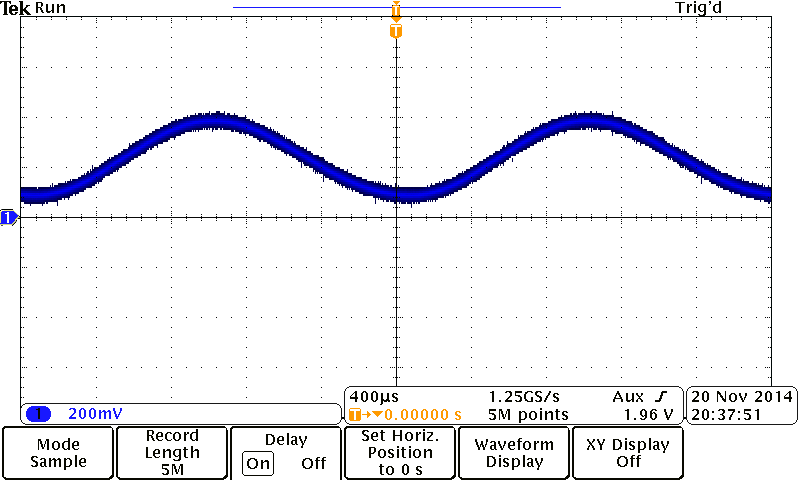 Tek Run Trig'd
T
T
1
1 200mV
400µs 1.25GS/s Aux
T 0.00000 s 5M points 1.96 V
20 Nov 2014
20:37:51
Mode
Sample
Record
Length
5M
Delay
On Off
Set Horiz.
Position
to 0 s
Waveform
Display
XY Display
Off